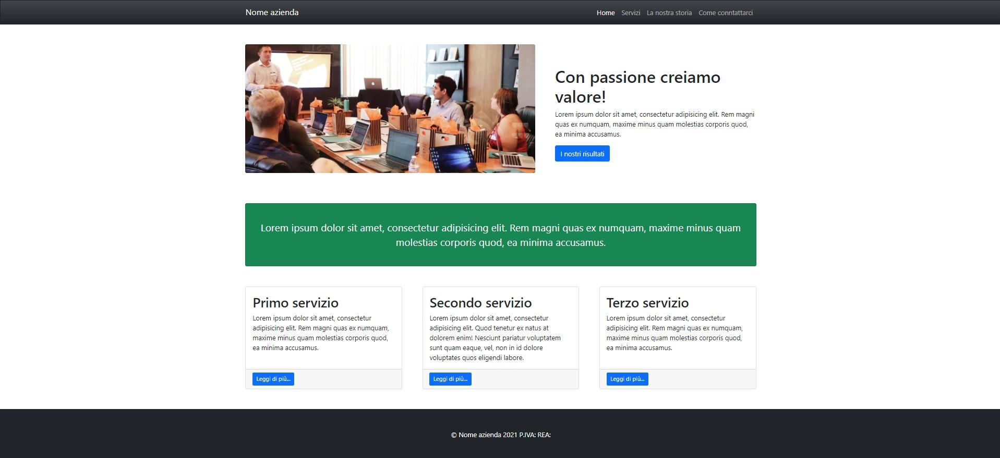 Nome azienda
Home Servizi La nostra storia Come conntattarci
Con passione creiamo
valore!
Lorem ipsum dolor sit amet, consectetur adipisicing elit. Rem magni
quas ex numquam, maxime minus quam molestias corporis quod,
ea minima accusamus.
I nostri risultati
Lorem ipsum dolor sit amet, consectetur adipisicing elit. Rem magni quas ex numquam, maxime minus quam
molestias corporis quod, ea minima accusamus.
Primo servizio
Lorem ipsum dolor sit amet, consectetur
adipisicing elit. Rem magni quas ex numquam,
maxime minus quam molestias corporis quod,
ea minima accusamus.
Leggi di più...
Secondo servizio
Lorem ipsum dolor sit amet, consectetur
adipisicing elit. Quod tenetur ex natus at
dolorem enim! Nesciunt pariatur voluptatem
sunt quam eaque, vel, non in id dolore
voluptates quos eligendi labore.
Leggi di più...
Terzo servizio
Lorem ipsum dolor sit amet, consectetur
adipisicing elit. Rem magni quas ex numquam,
maxime minus quam molestias corporis quod,
ea minima accusamus.
Leggi di più...
© Nome azienda 2021 P.IVA: REA: